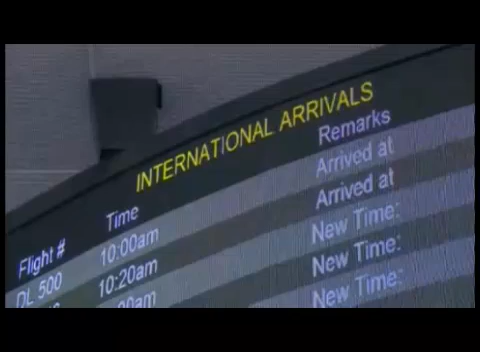 INTERNATIONAL ARRIVALS
Flight # Time Remarks
DL 500 10:00am Arrived at
10:20am Arrived at
00am New Time:
New Time:
New Time: